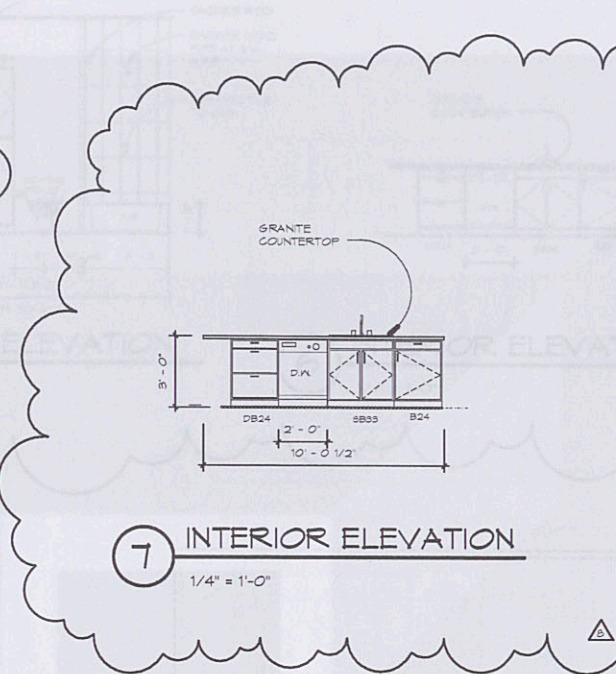 GRANITE
COUNTERTOP
3' - 0"
D.W.
DB24
SB33
B24
2' - 0"
10' - 0 1/2"
7
INTERIOR ELEVATION
1/4" = 1'-0"